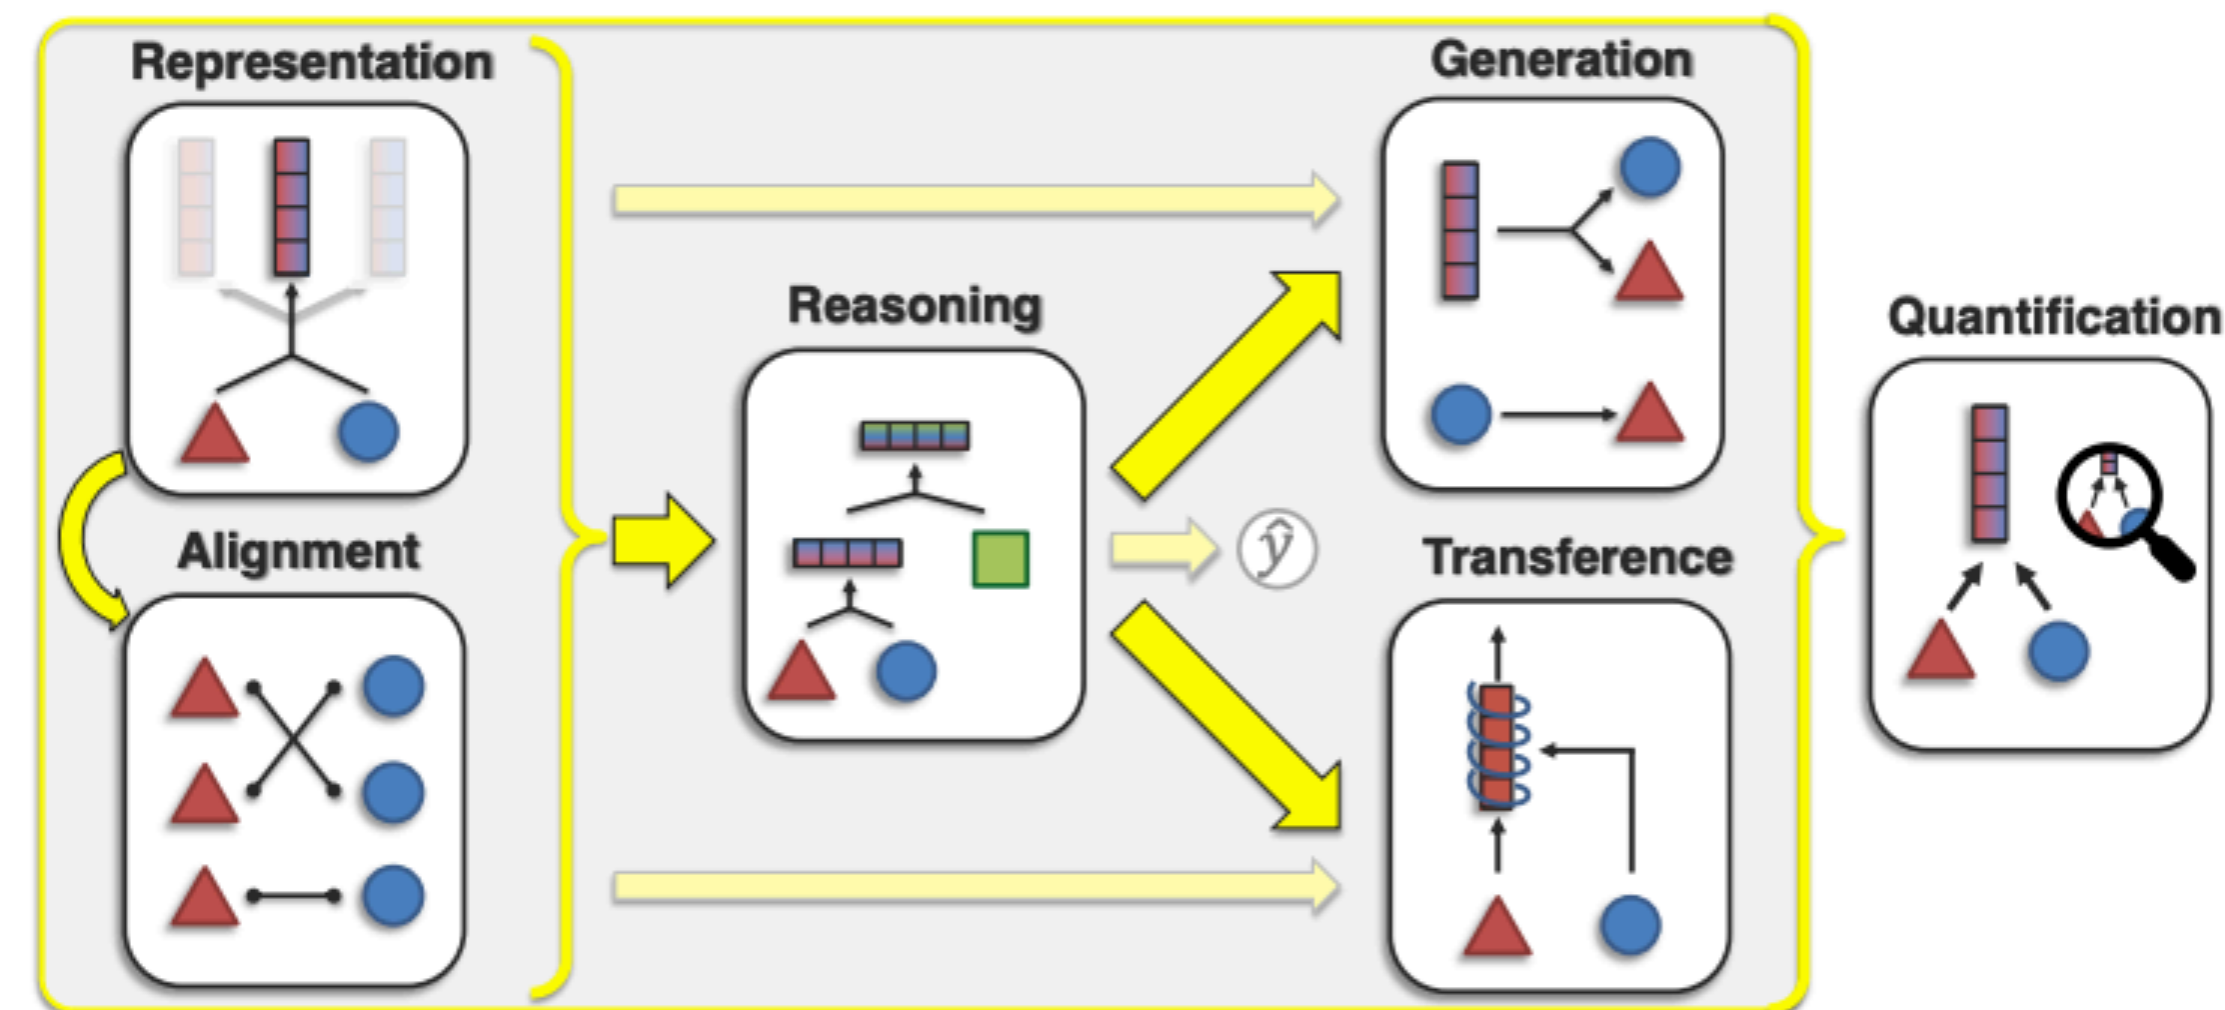 Representation
Alignment
Reasoning
ŷ
Generation
Transference
Quantification